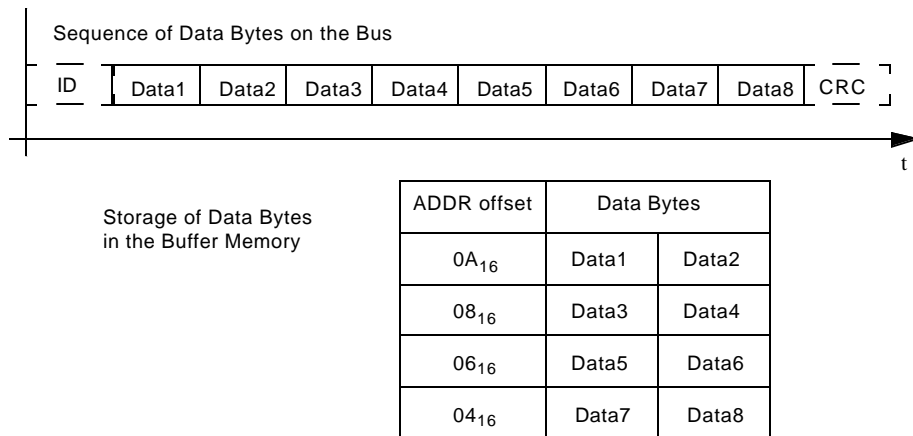 Sequence of Data Bytes on the Bus
ID Data1 Data2 Data3 Data4 Data5 Data6 Data7 Data8 CRC
t
Storage of Data Bytes
in the Buffer Memory
ADDR offset Data Bytes
0A16 Data1 Data2
0816 Data3 Data4
0616 Data5 Data6
0416 Data7 Data8